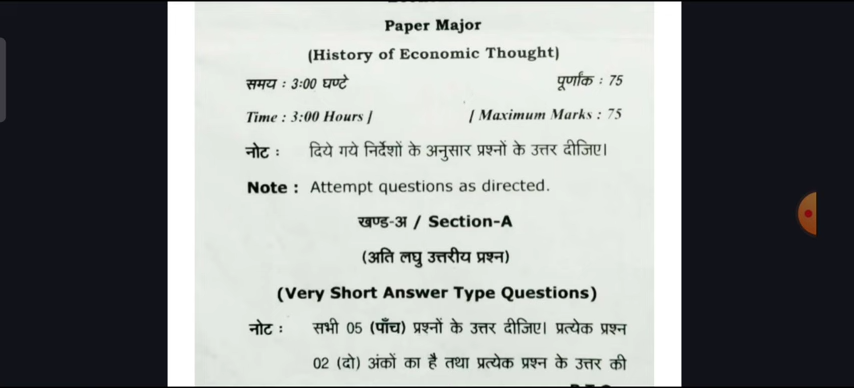 Paper Major
(History of Economic Thought)
समय : 3:00 घण्टे पूर्णांक : 75
Time : 3:00 Hours ] [ Maximum Marks : 75
नोट : दिये गये निर्देशों के अनुसार प्रश्नों के उत्तर दीजिए।
Note : Attempt questions as directed.
खण्ड-अ / Section-A
(अति लघु उत्तरीय प्रश्न)
(Very Short Answer Type Questions)
नोट : सभी 05 (पाँच) प्रश्नों के उत्तर दीजिए। प्रत्येक प्रश्न
02 (दो) अंकों का है तथा प्रत्येक प्रश्न के उत्तर की